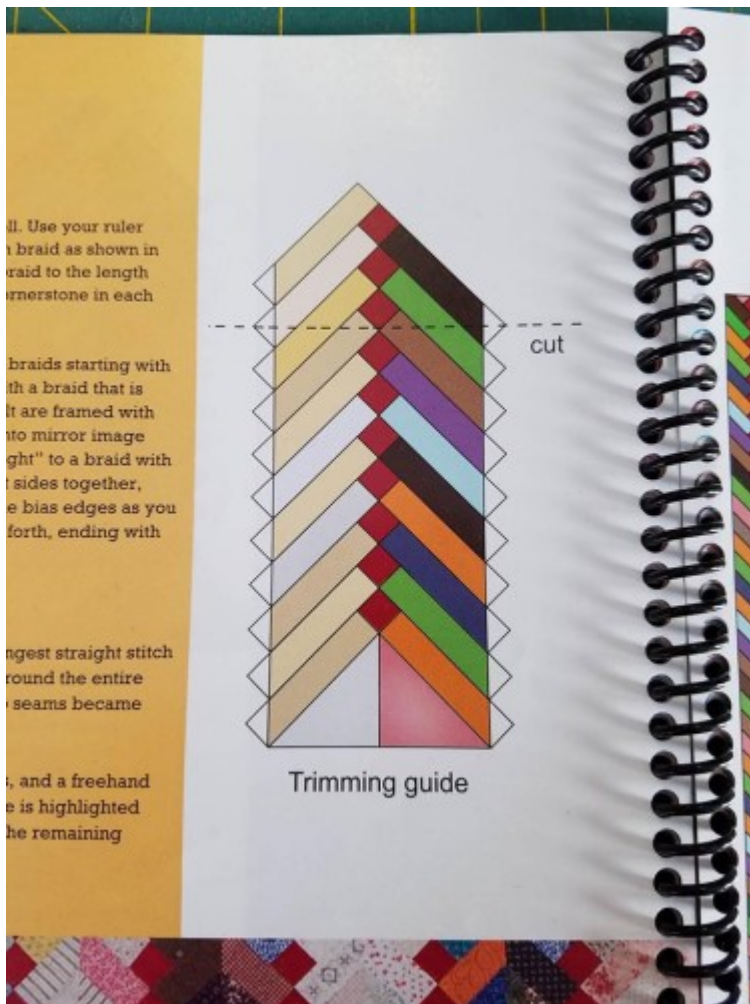 ll. Use your ruler
braid as shown in
braid to the length
ornerstone in each
braids starting with
th a braid that is
lt are framed with
nto mirror image
ght" to a braid with
t sides together,
e bias edges as you
forth, ending with
ngest straight stitch
round the entire
seams became
s, and a freehand
e is highlighted
he remaining
cut
Trimming guide